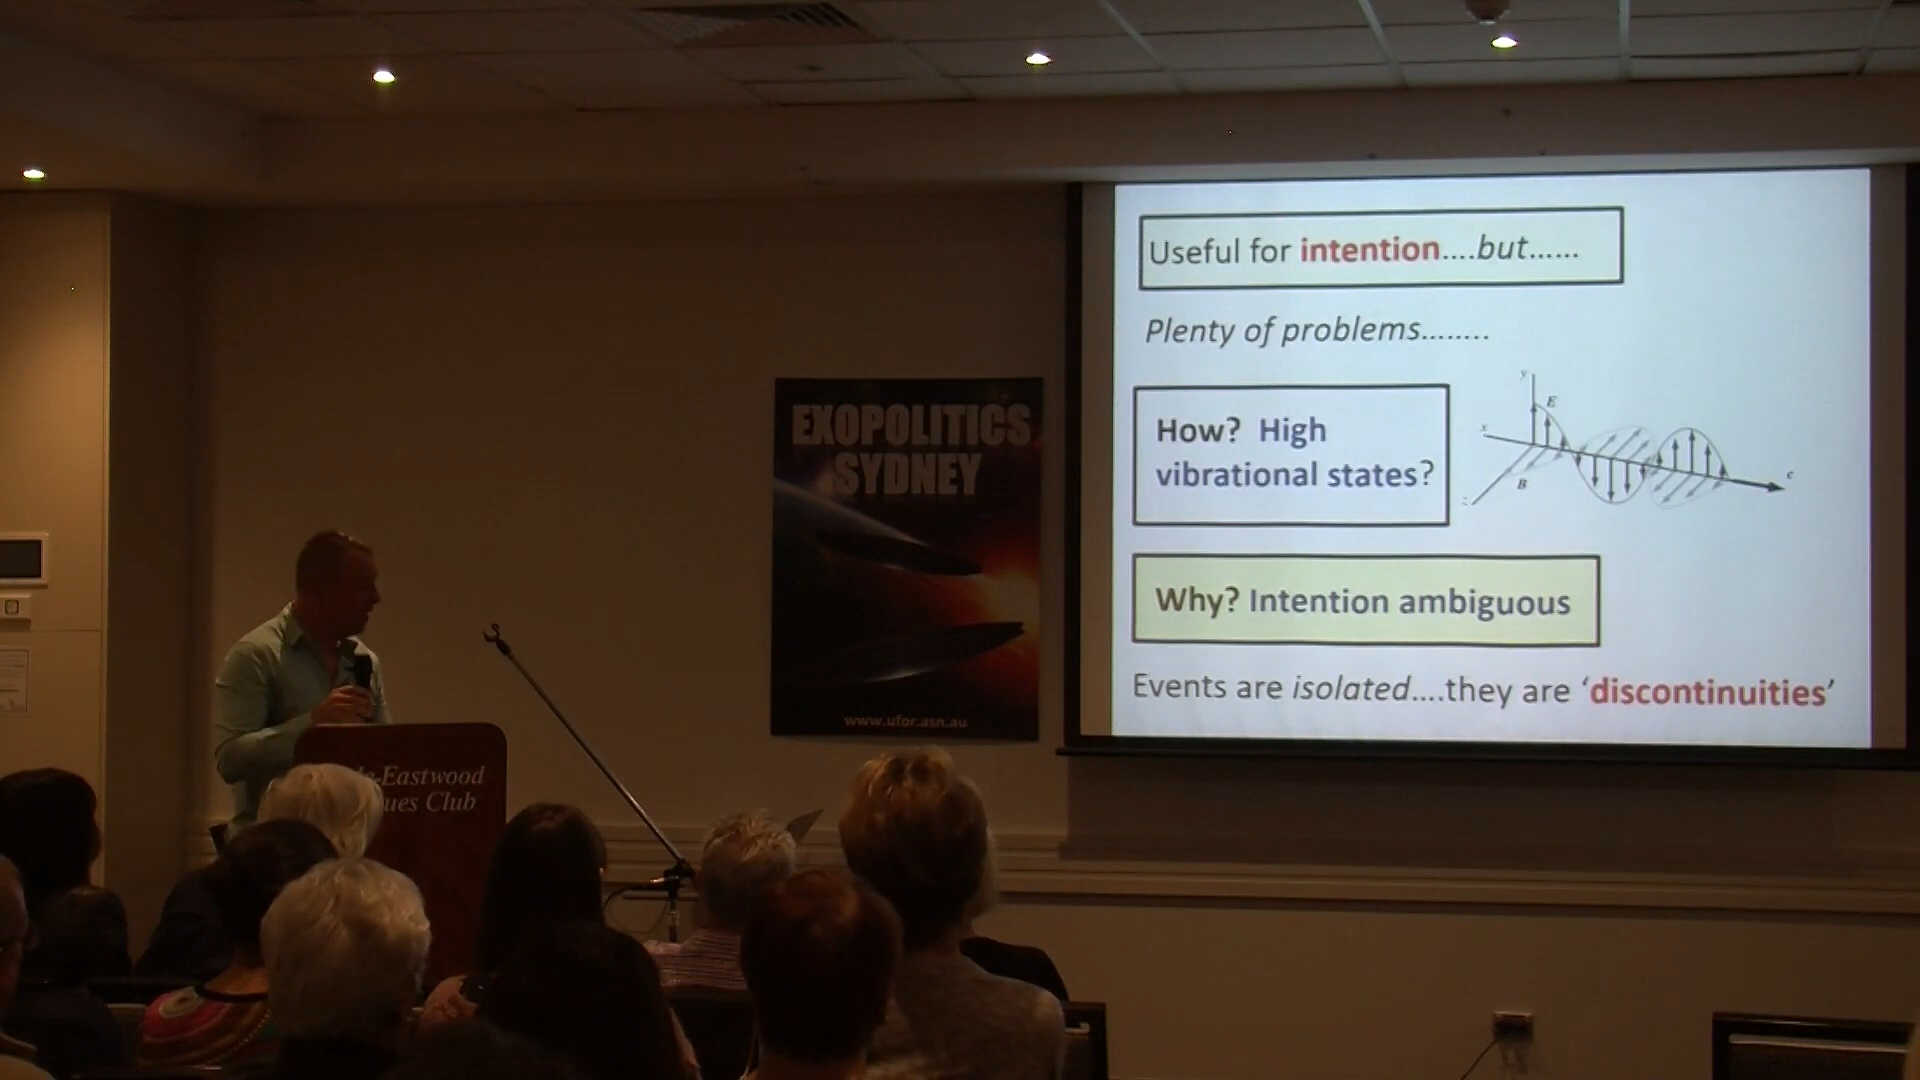 Useful for intention....but......
Plenty of problems........
How? High
vibrational states?
y
E
x
B
z
c
Why? Intention ambiguous
Events are isolated....they are ‘discontinuities’
EXOPOLITICS
SYDNEY
www.ufor.asn.au
-Eastwood
ues Club